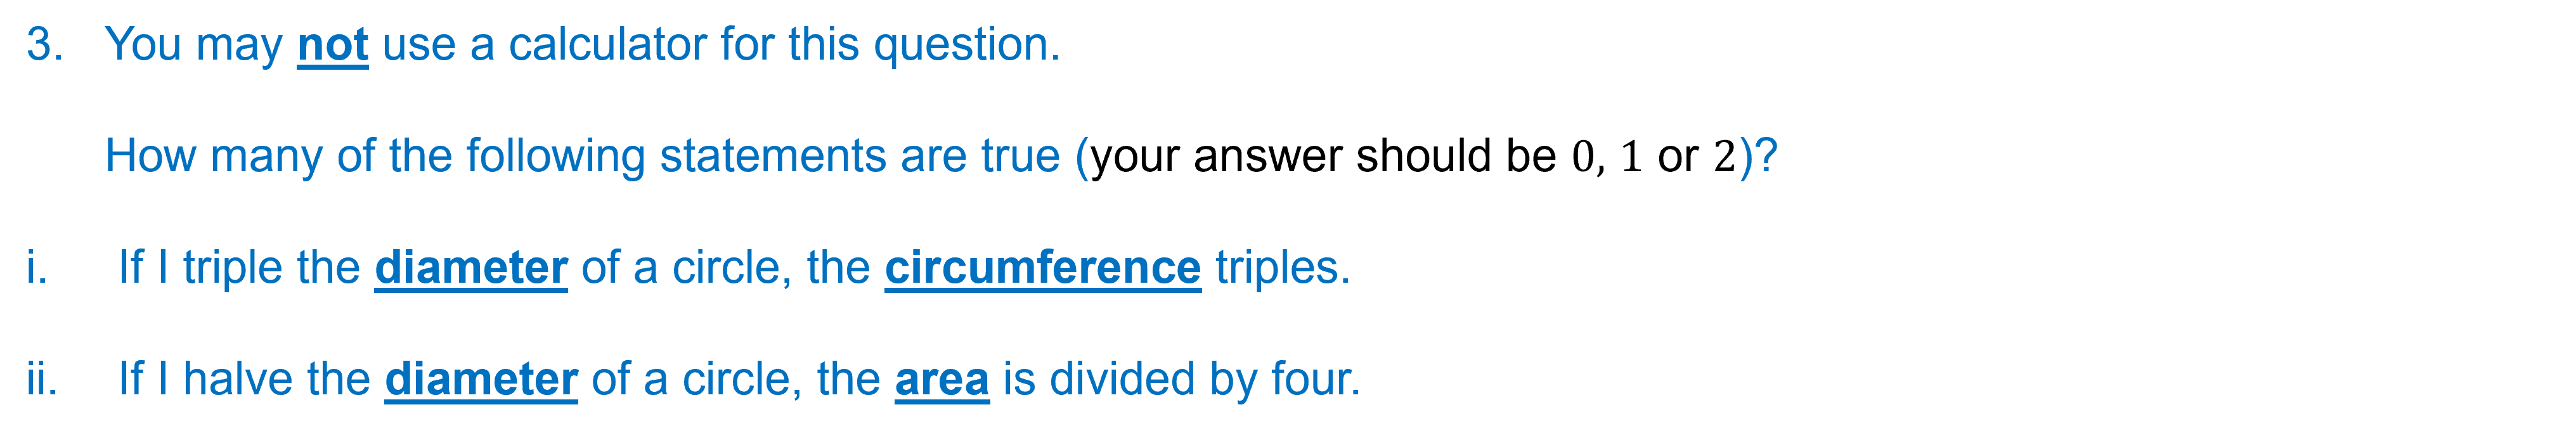 3. You may not use a calculator for this question.
How many of the following statements are true (your answer should be 0, 1 or 2)?
i. If I triple the diameter of a circle, the circumference triples.
ii. If I halve the diameter of a circle, the area is divided by four.